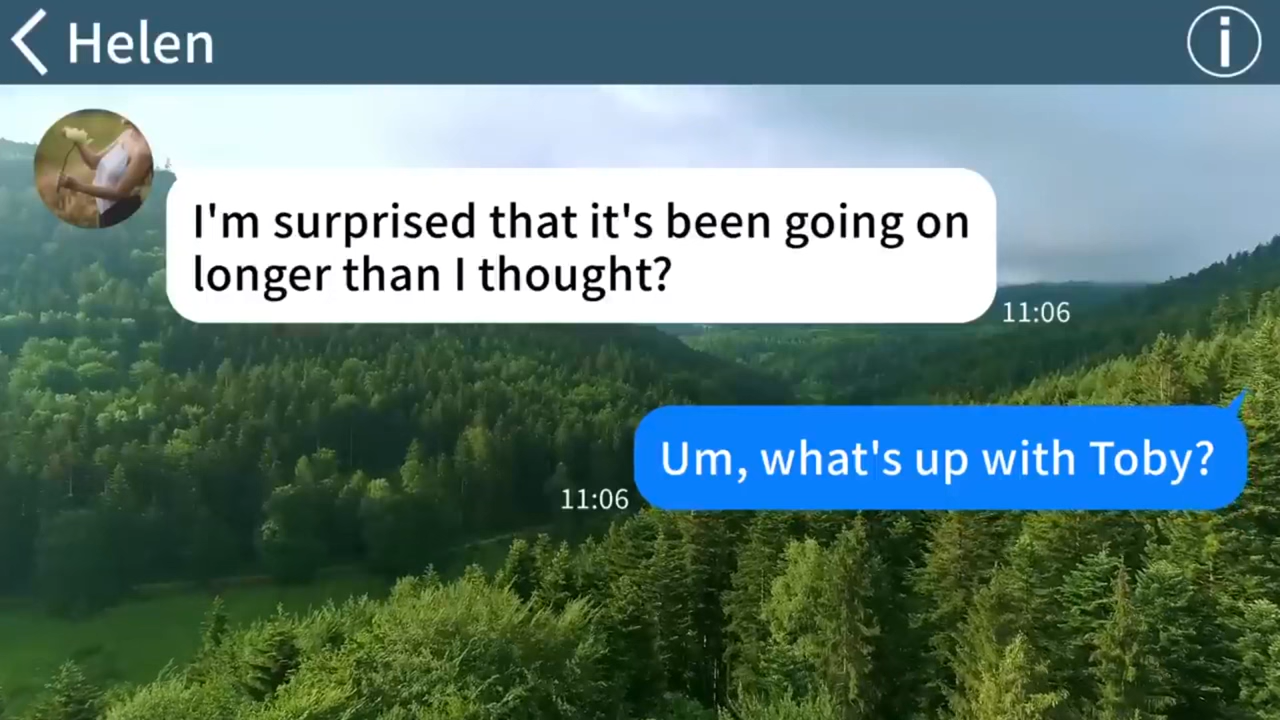 Helen
I'm surprised that it's been going on
longer than I thought?
11:06
Um, what's up with Toby?
11:06